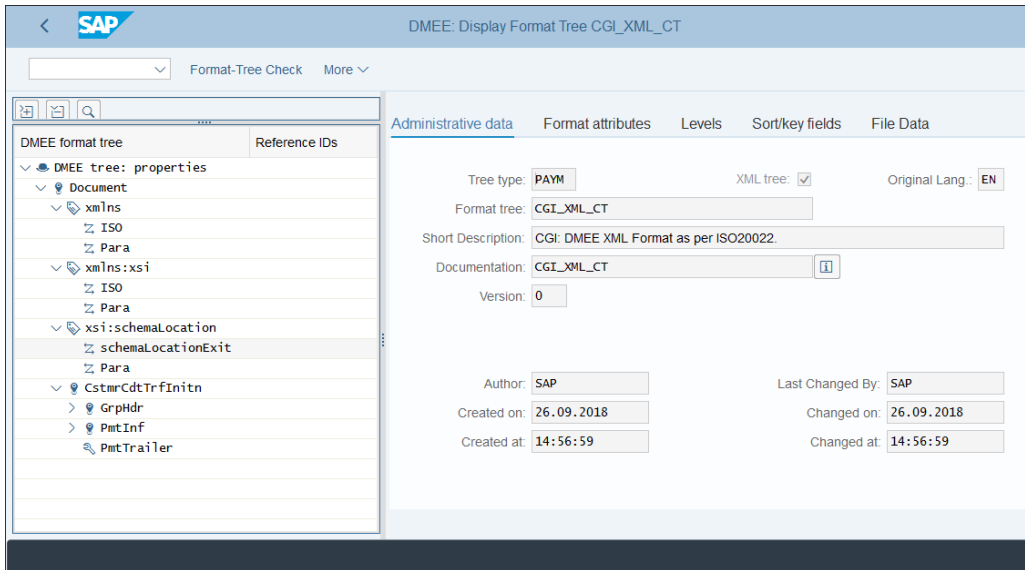 SAP DMEE: Display Format Tree CGI_XML_CT
Format-Tree Check More
Administrative data Format attributes Levels Sort/key fields File Data
DMEE format tree Reference IDs
DMEE tree: properties
Document
xmlns
ISO
Para
xmlns:xsi
ISO
Para
xsi:schemaLocation
schemaLocationExit
Para
CstmrCdtTrfInitn
GrpHdr
PmtInf
PmtTrailer
Tree type: PAYM XML tree: Original Lang.: EN
Format tree: CGI_XML_CT
Short Description: CGI: DMEE XML Format as per ISO20022.
Documentation: CGI_XML_CT
Version: 0
Author: SAP Last Changed By: SAP
Created on: 26.09.2018 Changed on: 26.09.2018
Created at: 14:56:59 Changed at: 14:56:59